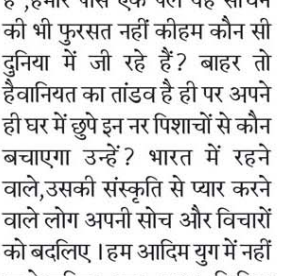 है ,हमारे पास एक पल यह सोचने
की भी फुरसत नहीं कीहम कौन सी
दुनिया में जी रहे हैं? बाहर तो
हैवानियत का तांडव है ही पर अपने
ही घर में छुपे इन नर पिशाचों से कौन
बचाएगा उन्हें? भारत में रहने
वाले,उसकी संस्कृति से प्यार करने
वाले लोग अपनी सोच और विचारों
को बदलिए ।हम आदिम युग में नहीं